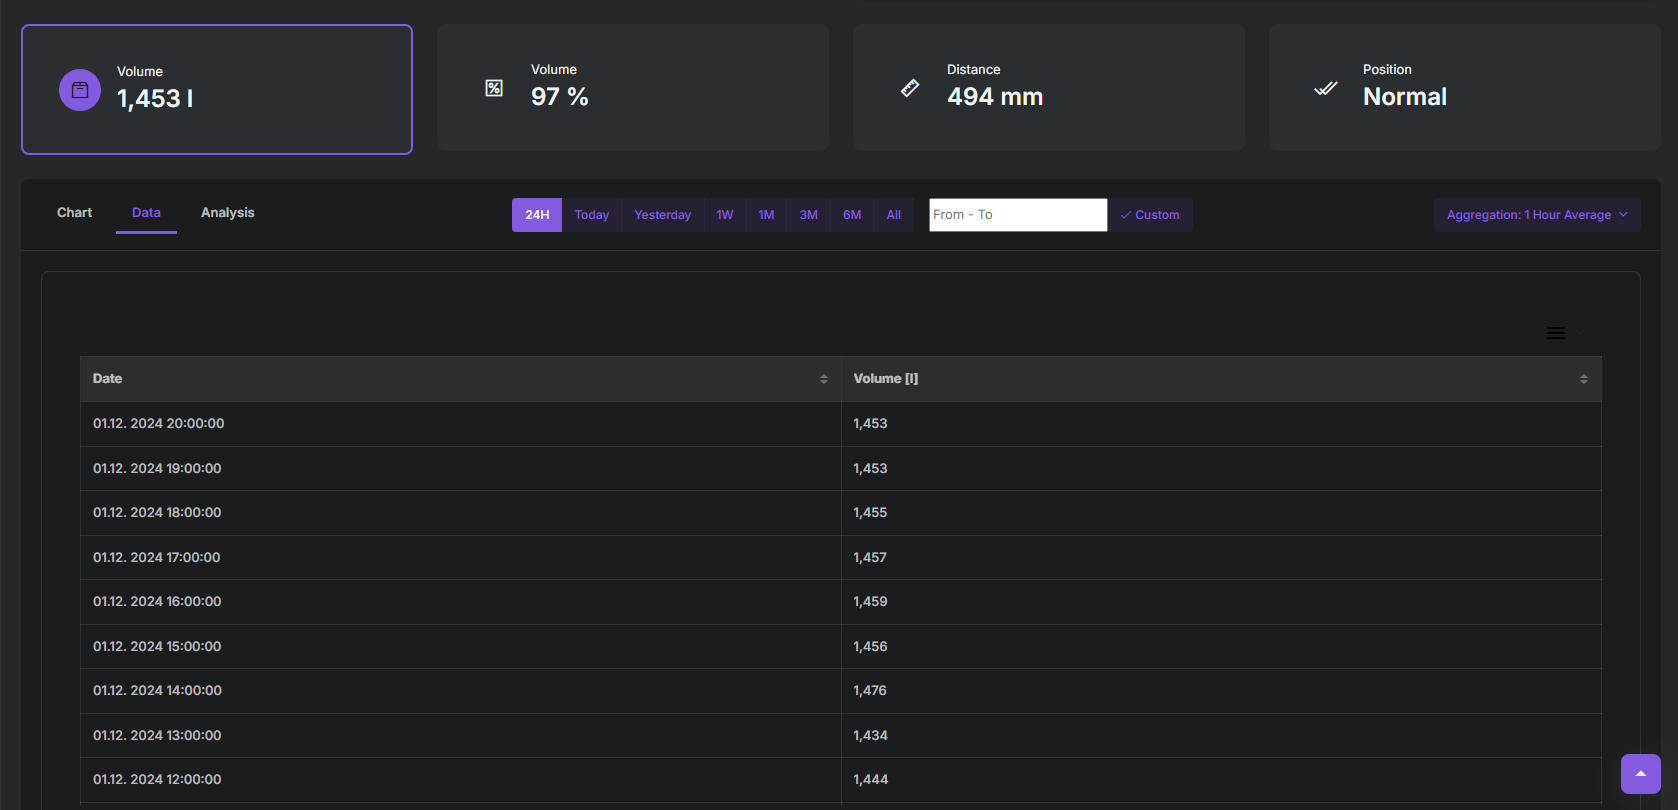 Volume
1,453 l
Volume
97 %
Distance
494 mm
Position
Normal
Chart Data Analysis 24H Today Yesterday 1W 1M 3M 6M All From - To Custom Aggregation: 1 Hour Average
Date Volume [l]
01.12. 2024 20:00:00 1,453
01.12. 2024 19:00:00 1,453
01.12. 2024 18:00:00 1,455
01.12. 2024 17:00:00 1,457
01.12. 2024 16:00:00 1,459
01.12. 2024 15:00:00 1,456
01.12. 2024 14:00:00 1,476
01.12. 2024 13:00:00 1,434
01.12. 2024 12:00:00 1,444